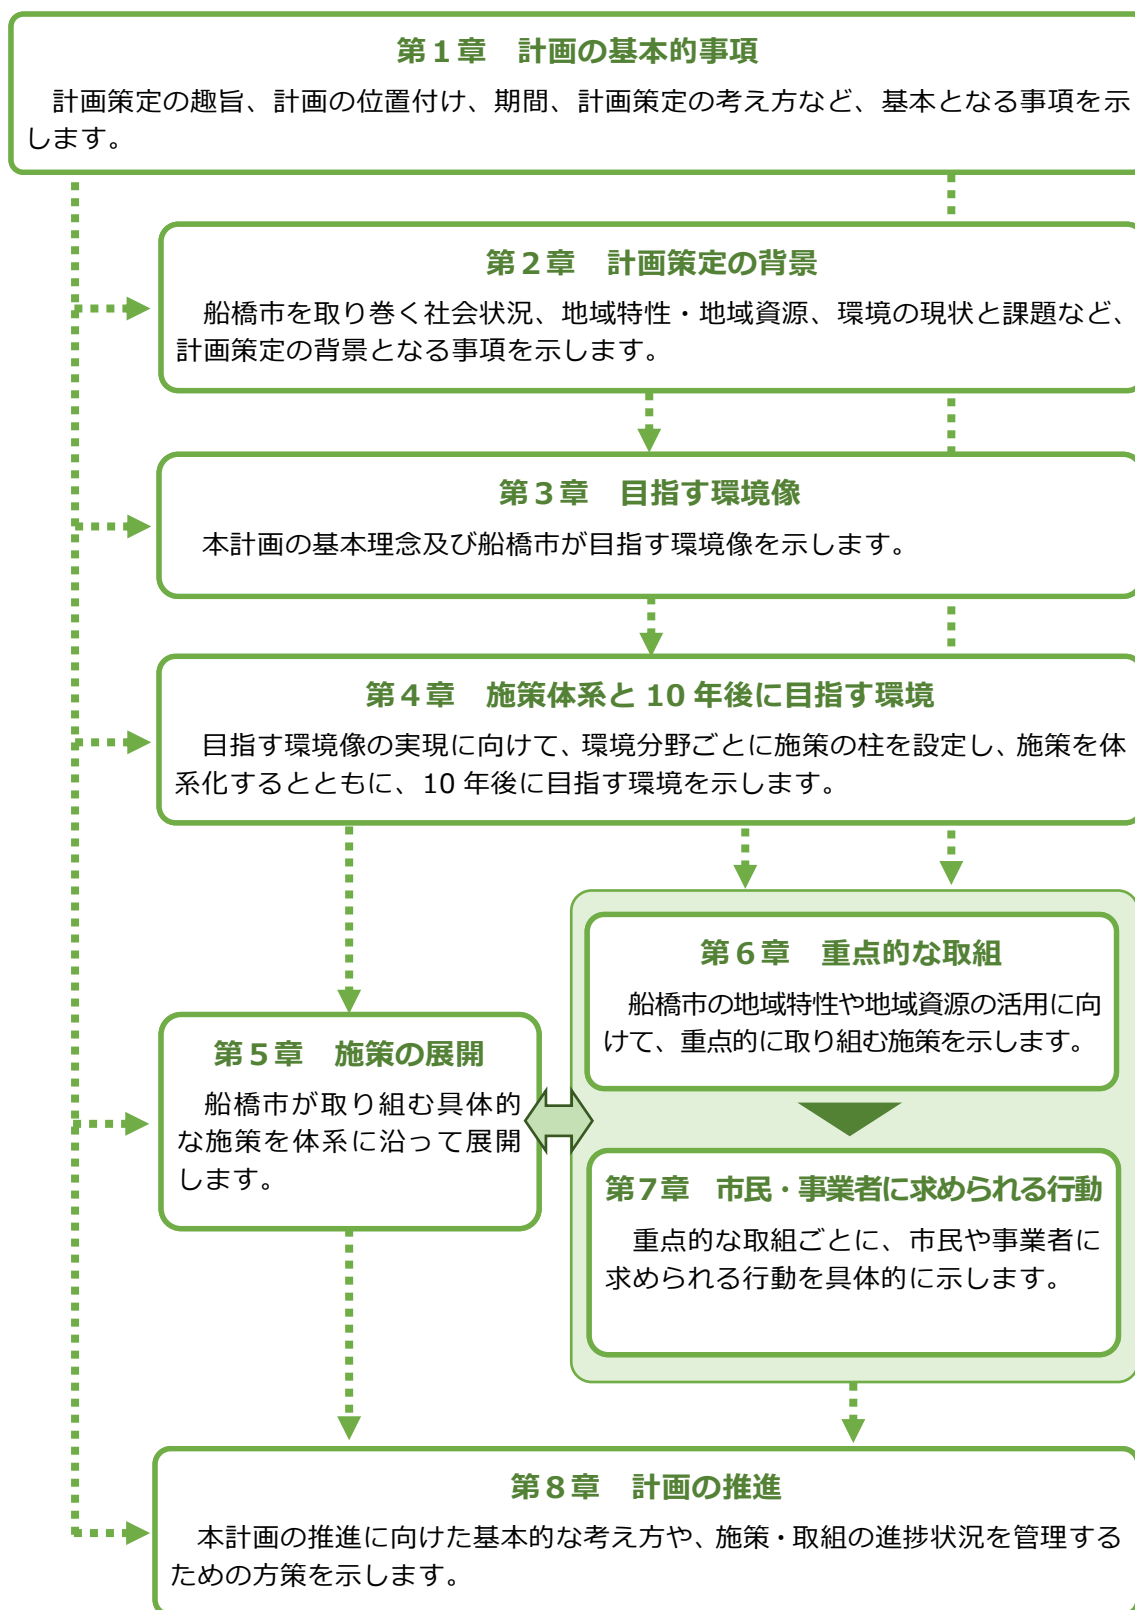 第１章　計画の基本的事項
計画策定の趣旨、計画の位置付け、期間、計画策定の考え方など、基本となる事項を示
します。
第２章　計画策定の背景
船橋市を取り巻く社会状況、地域特性・地域資源、環境の現状と課題など、
計画策定の背景となる事項を示します。
第３章　目指す環境像
本計画の基本理念及び船橋市が目指す環境像を示します。
第４章　施策体系と 10 年後に目指す環境
目指す環境像の実現に向けて、環境分野ごとに施策の柱を設定し、施策を体
系化するとともに、10 年後に目指す環境を示します。
第５章　施策の展開
船橋市が取り組む具体的
な施策を体系に沿って展開
します。
第６章　重点的な取組
船橋市の地域特性や地域資源の活用に向
けて、重点的に取り組む施策を示します。
第７章　市民・事業者に求められる行動
重点的な取組ごとに、市民や事業者に
求められる行動を具体的に示します。
第８章　計画の推進
本計画の推進に向けた基本的な考え方や、施策・取組の進捗状況を管理する
ための方策を示します。